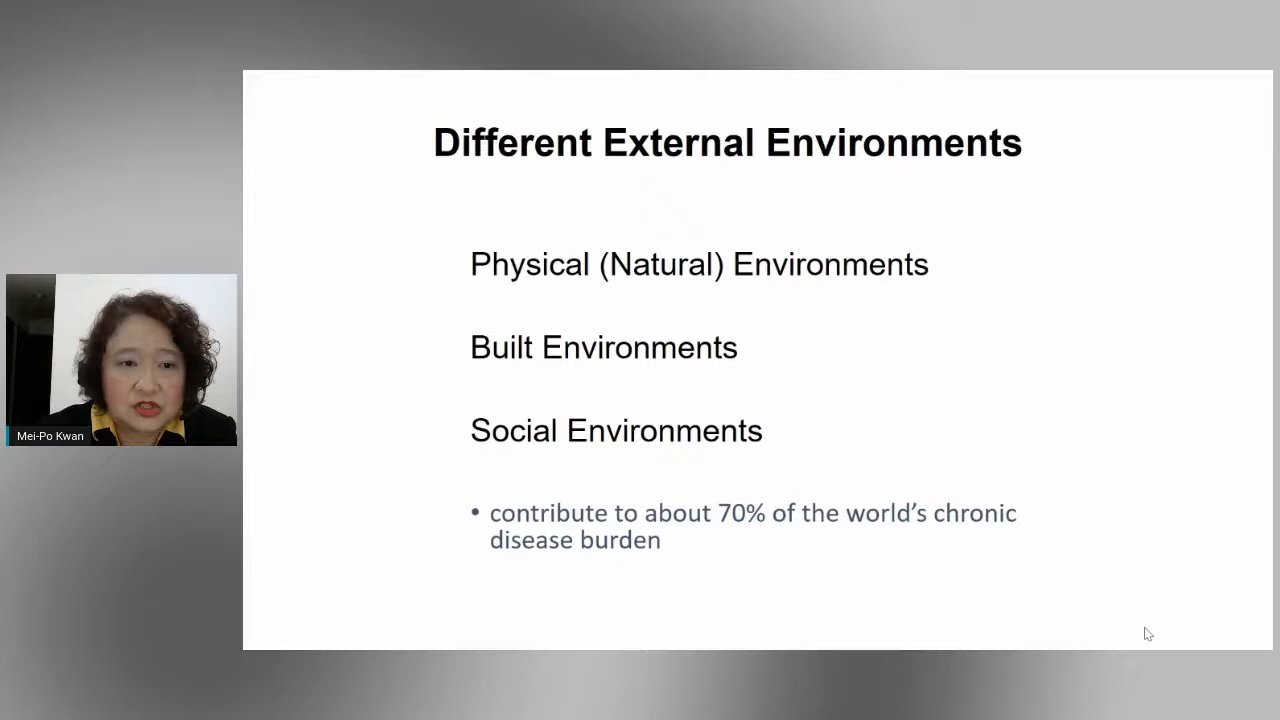 Different External Environments
Physical (Natural) Environments
Built Environments
Social Environments
• contribute to about 70% of the world’s chronic
disease burden
Mei-Po Kwan